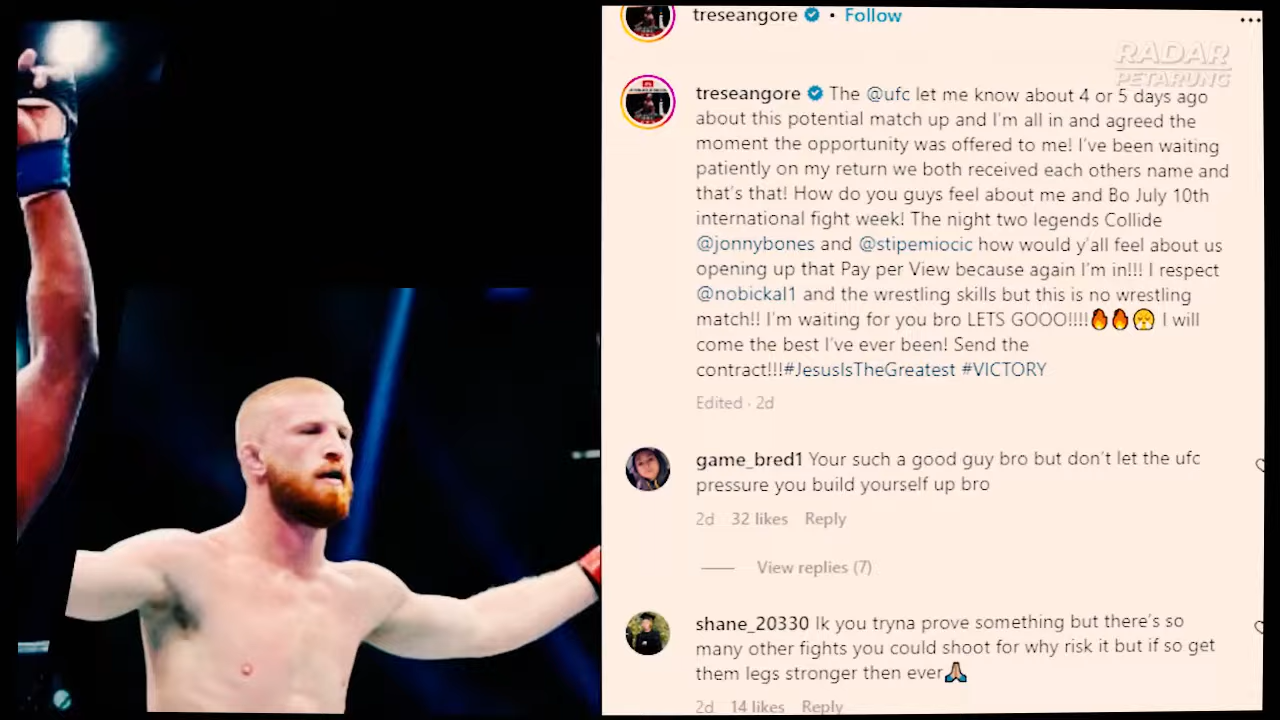 treseangore • Follow
RADAR
PETARUNG
treseangore The @ufc let me know about 4 or 5 days ago
about this potential match up and I'm all in and agreed the
moment the opportunity was offered to me! I've been waiting
patiently on my return we both received each others name and
that's that! How do you guys feel about me and Bo July 10th
international fight week! The night two legends Collide
@jonnybones and @stipemiocic how would y'all feel about us
opening up that Pay per View because again I'm in!!! I respect
@nobickal1 and the wrestling skills but this is no wrestling
match!! I'm waiting for you bro LETS GOOO!!!!🔥🔥😤 I will
come the best I've ever been! Send the
contract!!!#JesusIsTheGreatest #VICTORY
Edited · 2d
game_bred1 Your such a good guy bro but don't let the ufc
pressure you build yourself up bro
2d 32 likes Reply
View replies (7)
shane_20330 Ik you tryna prove something but there's so
many other fights you could shoot for why risk it but if so get
them legs stronger then ever🙏🏽
2d 14 likes Reply